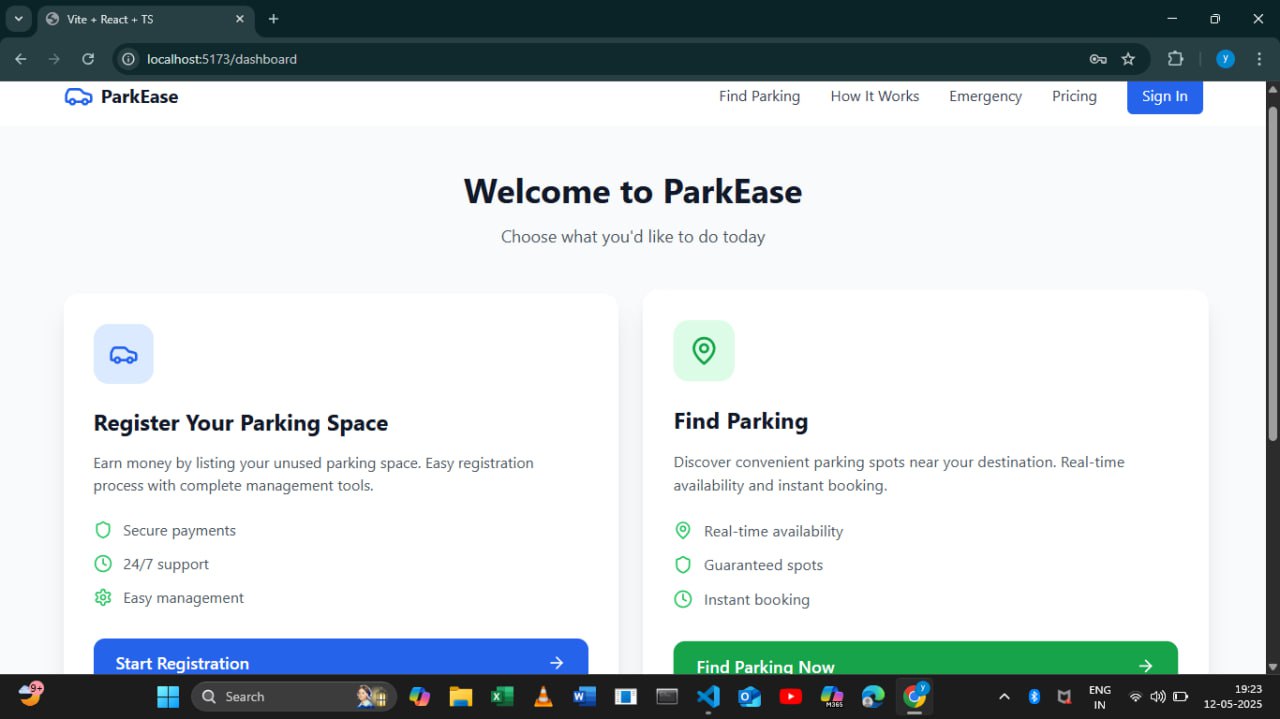 Vite + React + TS
localhost:5173/dashboard
y
ParkEase
Find Parking
How It Works
Emergency
Pricing
Sign In
Welcome to ParkEase
Choose what you'd like to do today
Register Your Parking Space
Earn money by listing your unused parking space. Easy registration
process with complete management tools.
Secure payments
24/7 support
Easy management
Start Registration
Find Parking
Discover convenient parking spots near your destination. Real-time
availability and instant booking.
Real-time availability
Guaranteed spots
Instant booking
Find Parking Now
9+
Search
M365
y
ENG
IN
19:23
12-05-2025